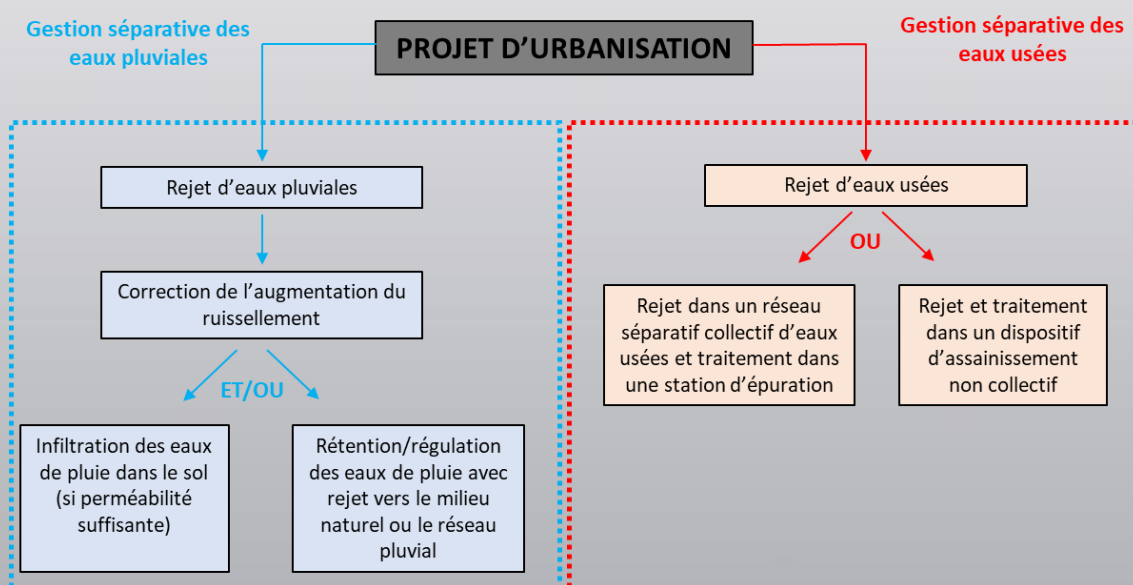 Gestion séparative des
eaux pluviales
PROJET D'URBANISATION
Gestion séparative des
eaux usées
Rejet d'eaux pluviales
Correction de l'augmentation du
ruissellement
ET/OU
Infiltration des eaux
de pluie dans le sol
(si perméabilité
suffisante)
Rétention/régulation
des eaux de pluie avec
rejet vers le milieu
naturel ou le réseau
pluvial
Rejet d'eaux usées
OU
Rejet dans un réseau
séparatif collectif d'eaux
usées et traitement dans
une station d'épuration
Rejet et traitement
dans un dispositif
d'assainissement
non collectif